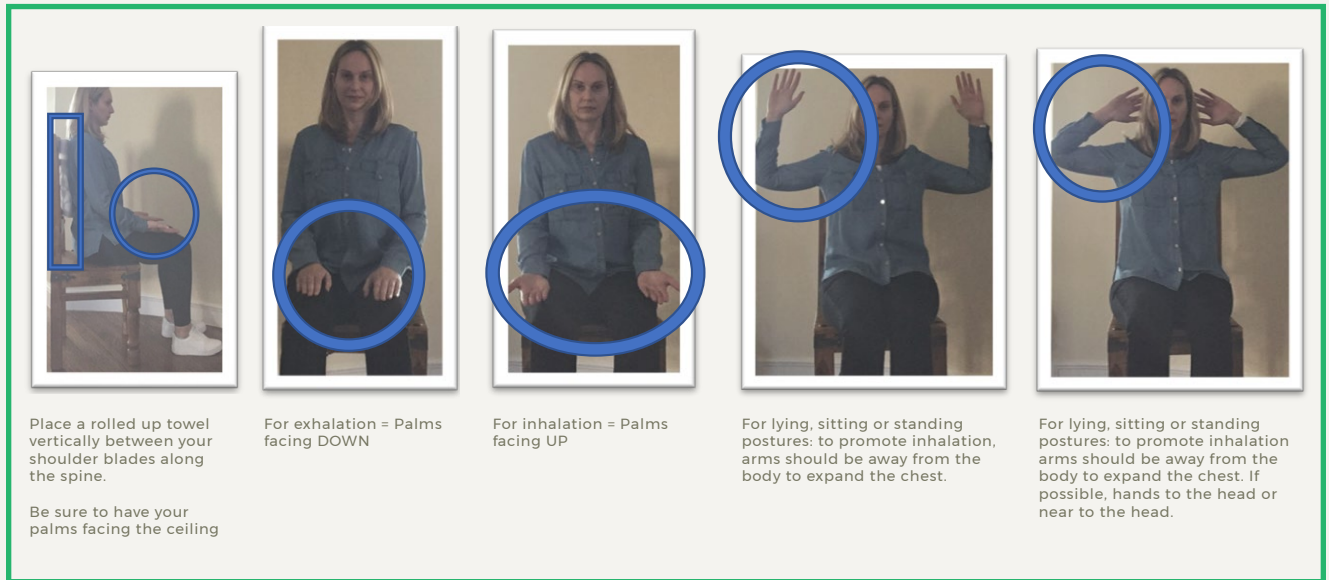 Place a rolled up towel
vertically between your
shoulder blades along
the spine.
Be sure to have your
palms facing the ceiling
For exhalation = Palms
facing DOWN
For inhalation = Palms
facing UP
For lying, sitting or standing
postures: to promote inhalation,
arms should be away from the
body to expand the chest.
For lying, sitting or standing
postures: to promote inhalation
arms should be away from the
body to expand the chest. If
possible, hands to the head or
near to the head.